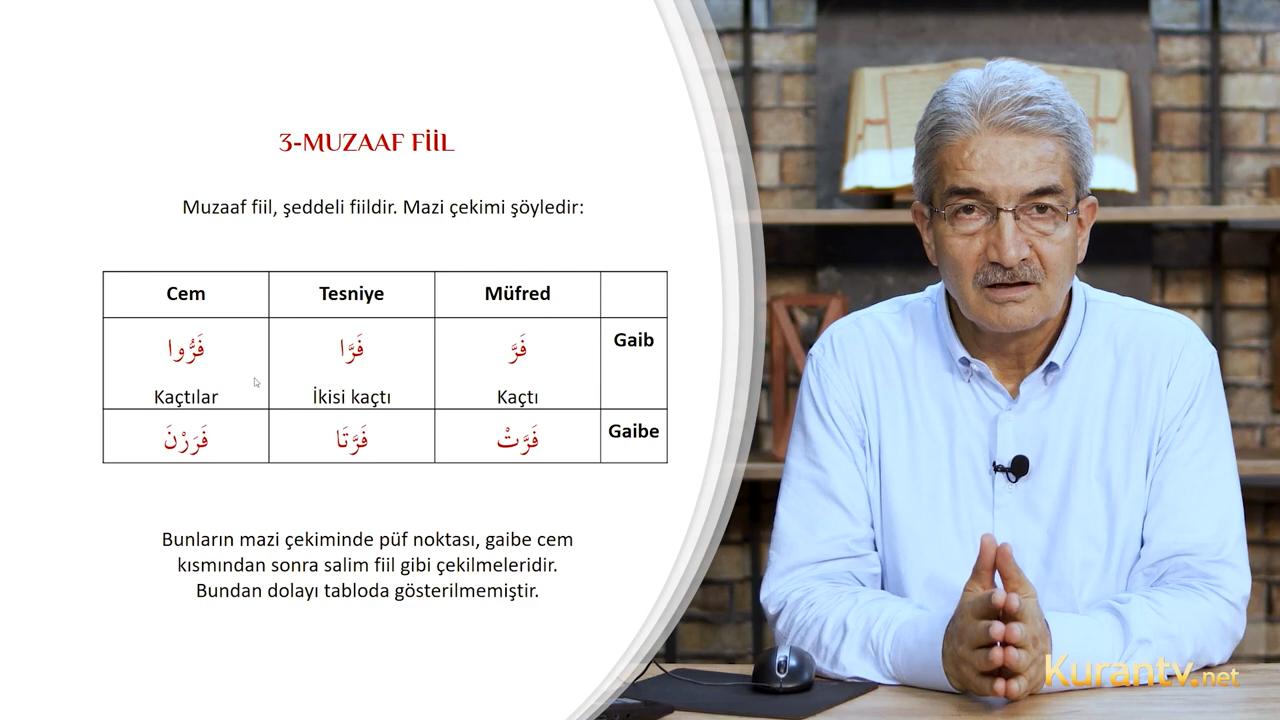 3-MUZAAF FİİL
Muzaaf fiil, şeddeli fiildir. Mazi çekimi şöyledir:
Cem Tesniye Müfred
فَرُّوا فَرَّا فَرَّ Gaib
Kaçtılar İkisi kaçtı Kaçtı
فَرَرْنَ فَرَّتَا فَرَّتْ Gaibe
Bunların mazi çekiminde püf noktası, gaibe cem
kısmından sonra salim fiil gibi çekilmeleridir.
Bundan dolayı tabloda gösterilmemiştir.
Kurantv.net